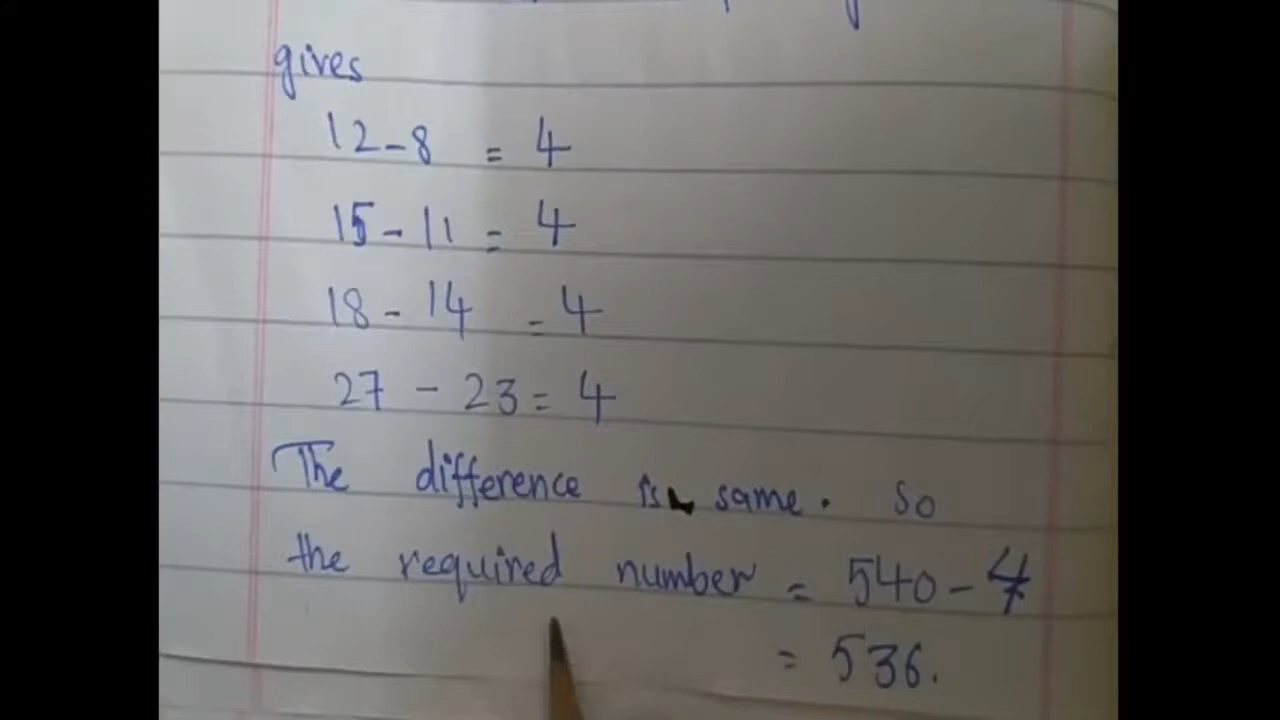 gives
12-8 = 4
15-11 = 4
18-14 = 4
27-23 = 4
The difference is same. So
the required number = 540-4
= 536.